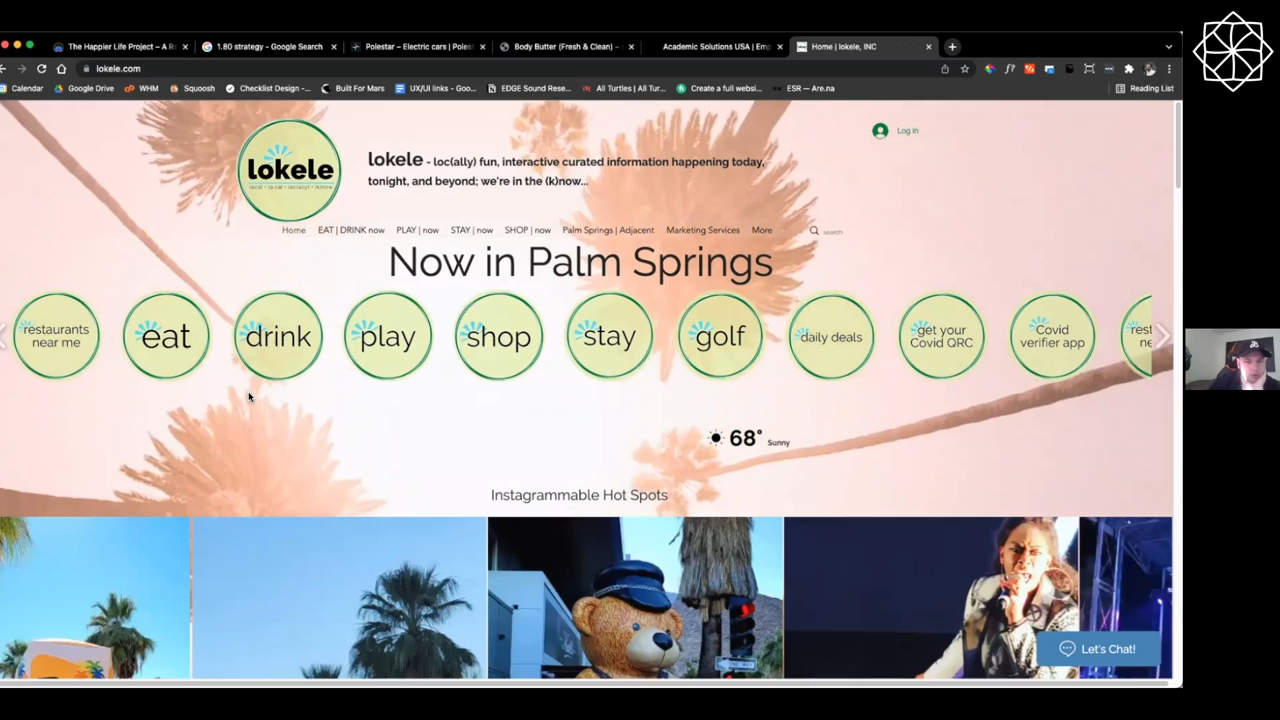 The Happier Life Project – A R
1.80 strategy - Google Search
Polestar – Electric cars | Poles
Body Butter (Fresh & Clean) –
Academic Solutions USA | Em
Home | lokele, INC
lokele.com
Calendar
Google Drive
WHM
Squoosh
Checklist Design -...
Built For Mars
UX/UI links - Goo...
EDGE Sound Rese...
All Turtles | All Tur...
Create a full websi...
ESR — Are.na
Reading List
Log In
lokele
lokele - loc(ally) fun, interactive curated information happening today,
tonight, and beyond; we're in the (k)now...
Home
EAT | DRINK now
PLAY | now
STAY | now
SHOP | now
Palm Springs | Adjacent
Marketing Services
More
search
Now in Palm Springs
restaurants
near me
eat
drink
play
shop
stay
golf
daily deals
get your
Covid QRC
Covid
verifier app
rest
ne
68° Sunny
Instagrammable Hot Spots
Let's Chat!